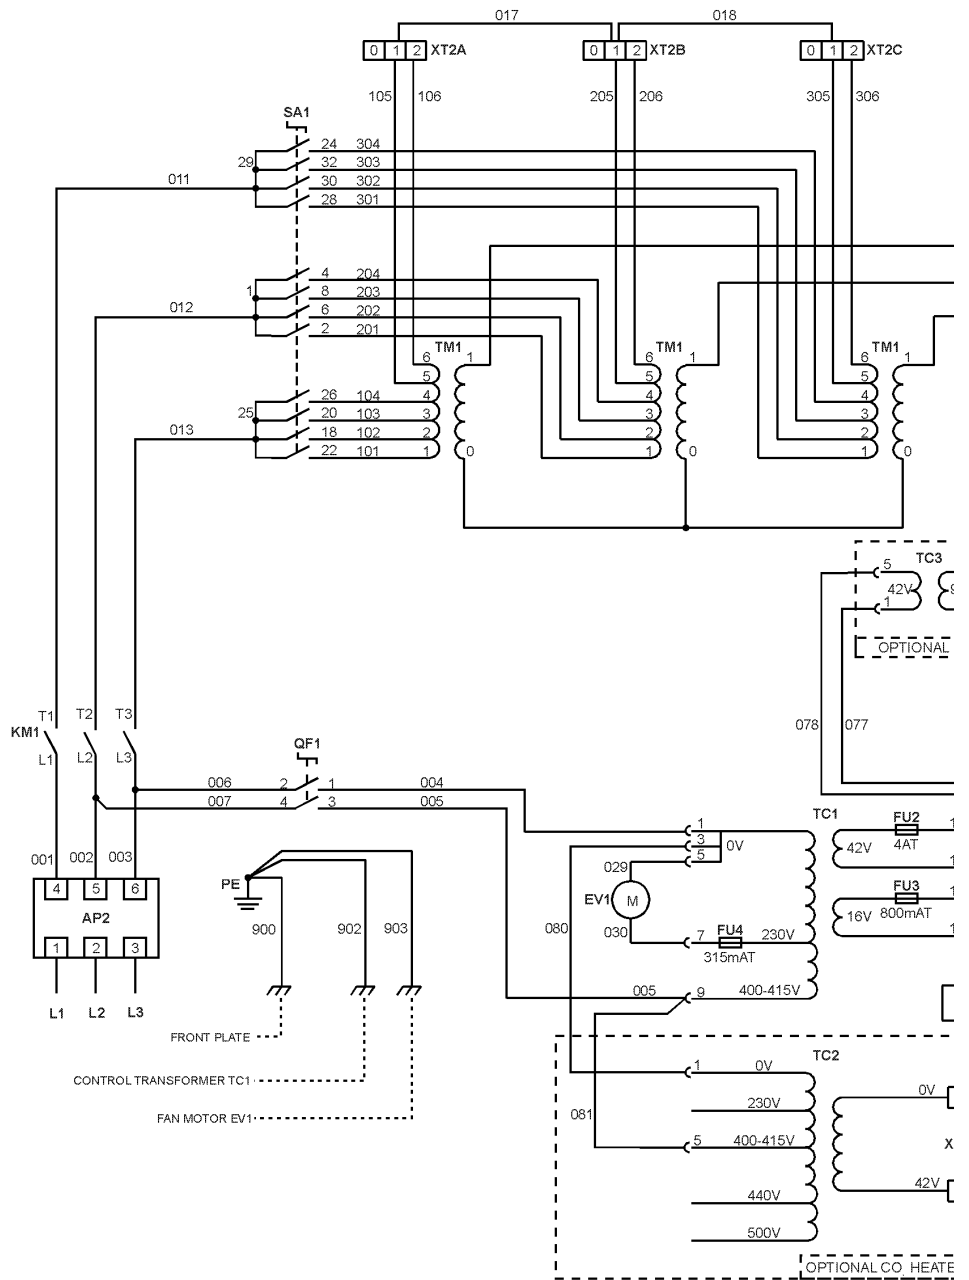 017 018
0 1 2 XT2A 0 1 2 XT2B 0 1 2 XT2C
105 106 205 206 305 306
SA1
24 304
29 32 303
011 30 302
28 301
4 204
1 8 203
012 6 202
2 201
TM1 TM1 TM1
6 1 6 1 6 1
5 5 5
26 104 4 4 4
25 20 103 3 3 3
013 18 102 2 2 2
22 101 1 0 1 0 1 0
TC3
5
42V
1
OPTIONAL
078 077
T1 T2 T3
KM1
L1 L2 L3
QF1
006 2 1 004
007 4 3 005
TC1
1
3 0V
5
029
EV1 M
030
080
7 FU4 230V
315mAT
005 9 400-415V
42V FU2 1
4AT
1
16V FU3 1
800mAT
1
001 002 003
4 5 6
AP2
1 2 3
L1 L2 L3
PE
900 902 903
FRONT PLATE
CONTROL TRANSFORMER TC1
FAN MOTOR EV1
TC2
1 0V
230V
081
5 400-415V
440V
500V
0V
X
42V
OPTIONAL CO HEATE